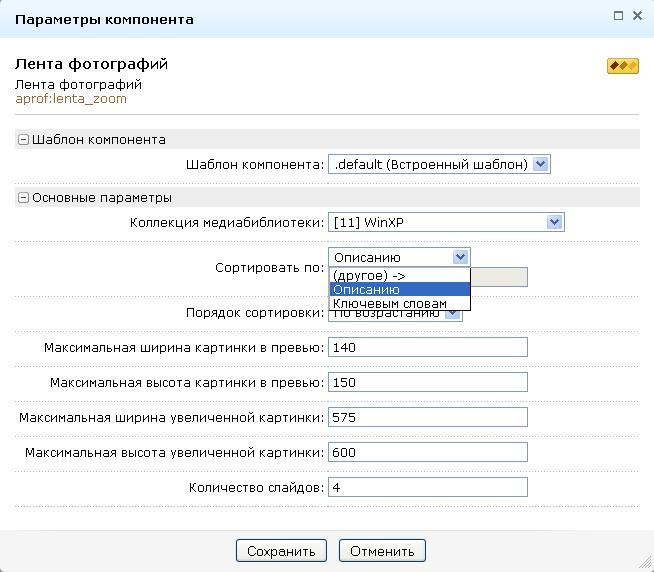 Параметры компонента
Лента фотографий
Лента фотографий
aprof:lenta_zoom
Шаблон компонента
Шаблон компонента: .default (Встроенный шаблон)
Основные параметры
Коллекция медиабиблиотеки: [11] WinXP
Сортировать по: Описанию
(другое) ->
Описанию
Ключевым словам
Порядок сортировки: По возрастанию
Максимальная ширина картинки в превью: 140
Максимальная высота картинки в превью: 150
Максимальная ширина увеличенной картинки: 575
Максимальная высота увеличенной картинки: 600
Количество слайдов: 4
Сохранить Отменить